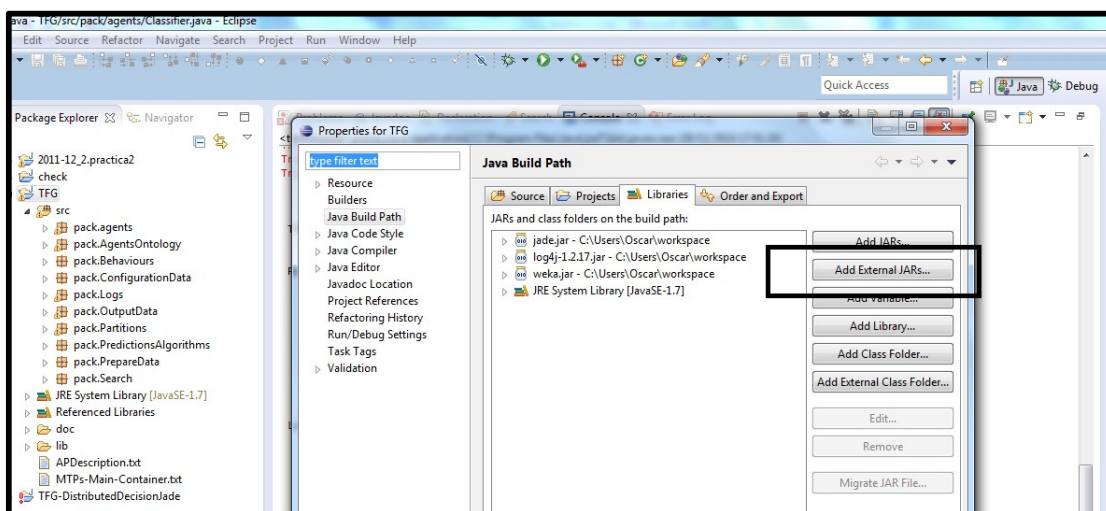 ava - TFG/src/pack/agents/Classifier.java - Eclipse
Edit Source Refactor Navigate Search Project Run Window Help
Quick Access
Java
Debug
Package Explorer
Navigator
Properties for TFG
type filter text
Java Build Path
2011-12_2.practica2
check
TFG
src
pack.agents
pack.AgentsOntology
pack.Behaviours
pack.ConfigurationData
pack.Logs
pack.OutputData
pack.Partitions
pack.PredictionsAlgorithms
pack.PrepareData
pack.Search
JRE System Library [JavaSE-1.7]
Referenced Libraries
doc
lib
APDescription.txt
MTPs-Main-Container.txt
TFG-DistributedDecisionJade
Resource
Builders
Java Build Path
Java Code Style
Java Compiler
Java Editor
Javadoc Location
Project References
Refactoring History
Run/Debug Settings
Task Tags
Validation
Source Projects Libraries Order and Export
JARs and class folders on the build path:
jade.jar - C:\Users\Oscar\workspace
log4j-1.2.17.jar - C:\Users\Oscar\workspace
weka.jar - C:\Users\Oscar\workspace
JRE System Library [JavaSE-1.7]
Add JARs...
Add External JARs...
Add Variable...
Add Library...
Add Class Folder...
Add External Class Folder...
Edit...
Remove
Migrate JAR File...